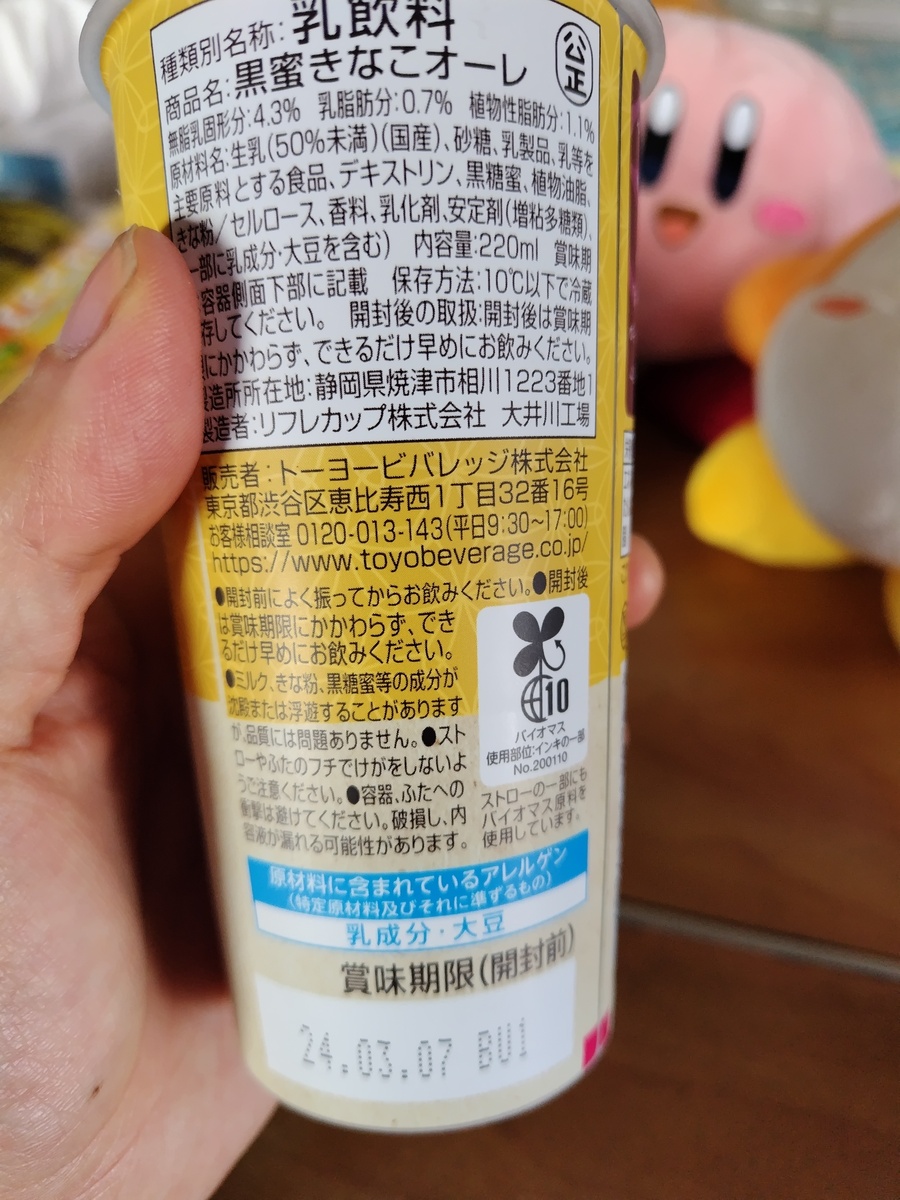 種類別名称:乳飲料
公正
商品名:黒蜜きなこオーレ
無脂乳固形分:4.3% 乳脂肪分:0.7% 植物性脂肪分:1.1%
原材料名:生乳(50%未満)(国産)、砂糖、乳製品、乳等を
主要原料とする食品、デキストリン、黒糖蜜、植物油脂、
きな粉/セルロース、香料、乳化剤、安定剤(増粘多糖類)、
一部に乳成分・大豆を含む) 内容量:220ml 賞味期
容器側面下部に記載 保存方法:10℃以下で冷蔵
存してください。 開封後の取扱:開封後は賞味期
にかかわらず、できるだけ早めにお飲みください。
製造所所在地:静岡県焼津市相川1223番地1
製造者:リフレカップ株式会社 大井川工場
販売者:トーヨービバレッジ株式会社
東京都渋谷区恵比寿西1丁目32番16号
お客様相談室 0120-013-143(平日9:30~17:00)
https://www.toyobeverage.co.jp/
●開封前によく振ってからお飲みください。●開封後
は賞味期限にかかわらず、でき
るだけ早めにお飲みください。
●ミルク、きな粉、黒糖蜜等の成分が
沈殿または浮遊することがあります
が、品質には問題ありません。●スト
ローやふたのフチでけがをしないよ
うご注意ください。●容器、ふたへの
衝撃は避けてください。破損し、内
容液が漏れる可能性があります。
10
バイオマス
使用部位:インキの一部
No.200110
ストローの一部にも
バイオマス原料を
使用しています。
原材料に含まれているアレルゲン
(特定原材料及びそれに準ずるもの)
乳成分・大豆
賞味期限(開封前)
24.03.07 BU1